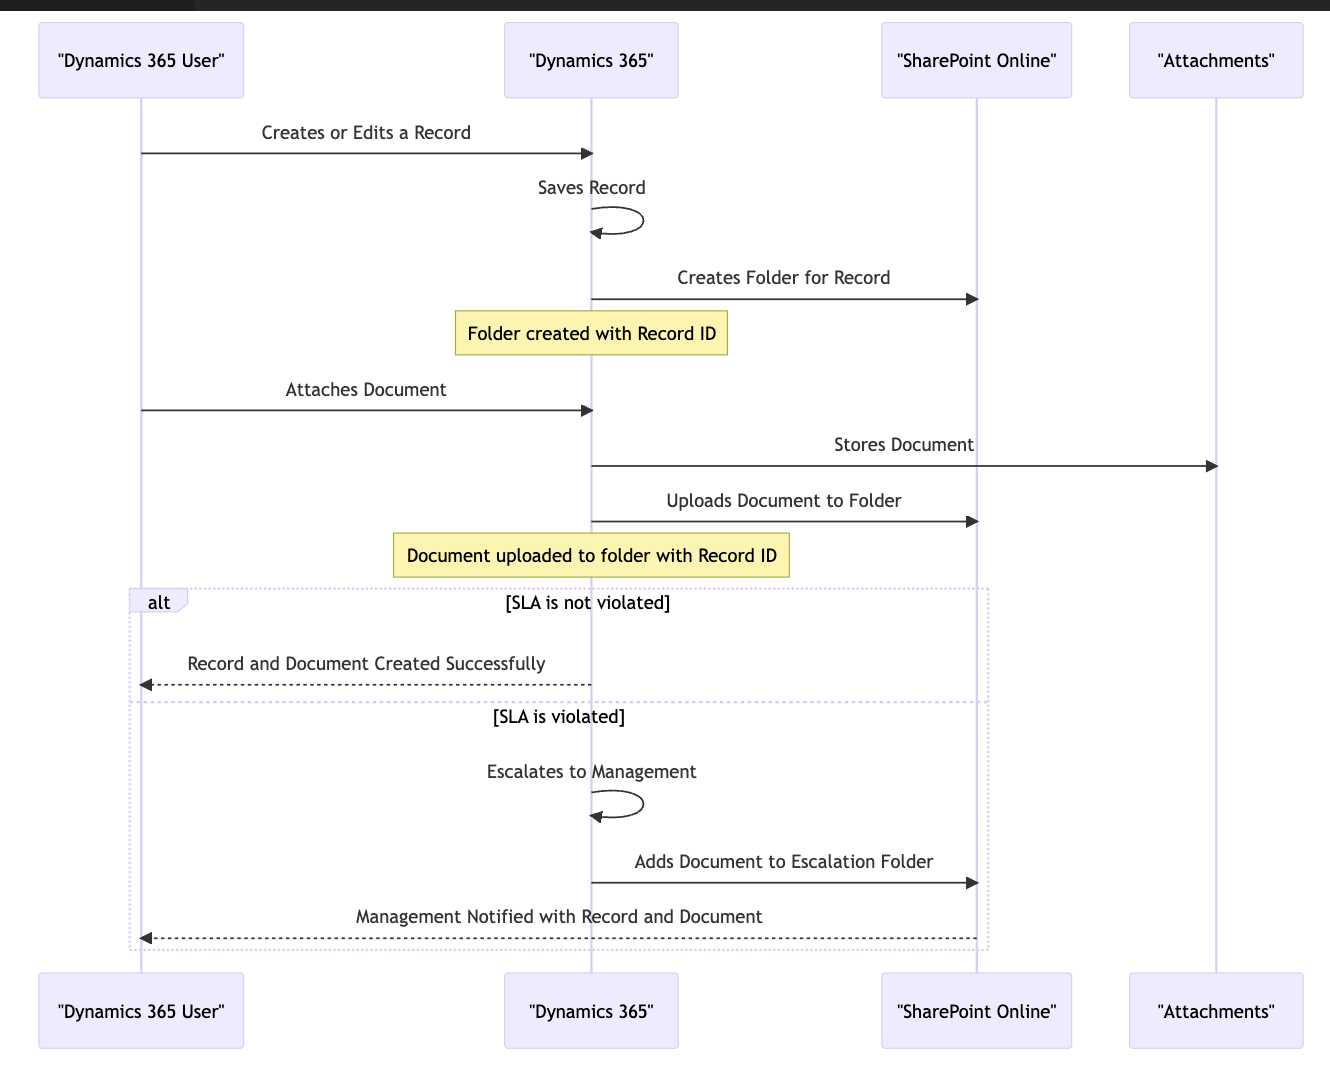 "Dynamics 365 User"
"Dynamics 365"
"SharePoint Online"
"Attachments"
Creates or Edits a Record
Saves Record
Creates Folder for Record
Folder created with Record ID
Attaches Document
Stores Document
Uploads Document to Folder
Document uploaded to folder with Record ID
alt
[SLA is not violated]
Record and Document Created Successfully
[SLA is violated]
Escalates to Management
Adds Document to Escalation Folder
Management Notified with Record and Document
"Dynamics 365 User"
"Dynamics 365"
"SharePoint Online"
"Attachments"